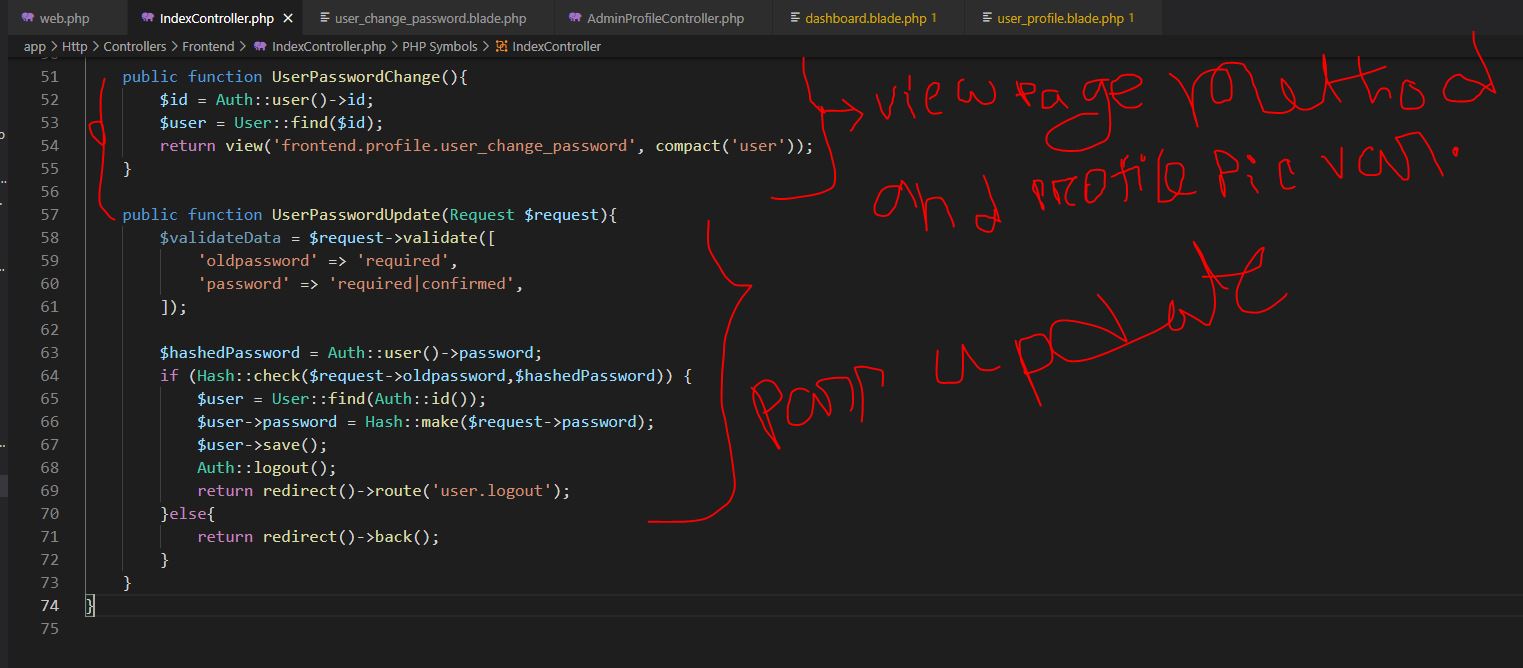 web.php IndexController.php × user_change_password.blade.php AdminProfileController.php dashboard.blade.php 1 user_profile.blade.php 1
app > Http > Controllers > Frontend > IndexController.php > PHP Symbols > IndexController
51 public function UserPasswordChange(){
52 $id = Auth::user()->id;
53 $user = User::find($id);
54 return view('frontend.profile.user_change_password', compact('user'));
55 }
56
57 public function UserPasswordUpdate(Request $request){
58 $validateData = $request->validate([
59 'oldpassword' => 'required',
60 'password' => 'required|confirmed',
61 ]);
62
63 $hashedPassword = Auth::user()->password;
64 if (Hash::check($request->oldpassword,$hashedPassword)) {
65 $user = User::find(Auth::id());
66 $user->password = Hash::make($request->password);
67 $user->save();
68 Auth::logout();
69 return redirect()->route('user.logout');
70 }else{
71 return redirect()->back();
72 }
73 }
74 }
75
view page
and profile Pic
update